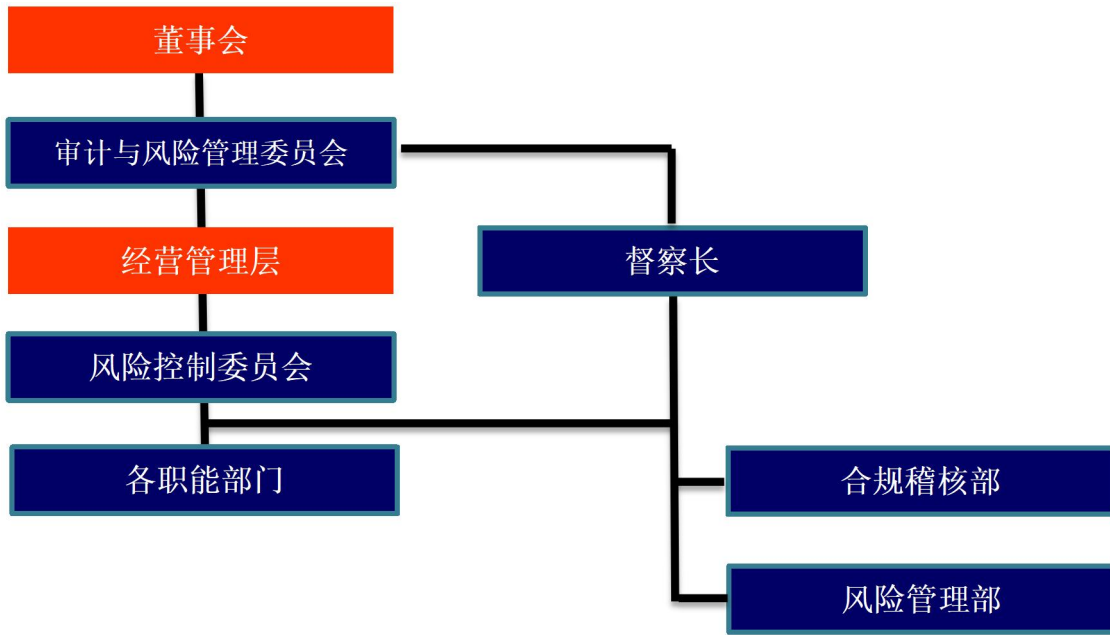 董事会
审计与风险管理委员会
经营管理层
督察长
风险控制委员会
各职能部门
合规稽核部
风险管理部